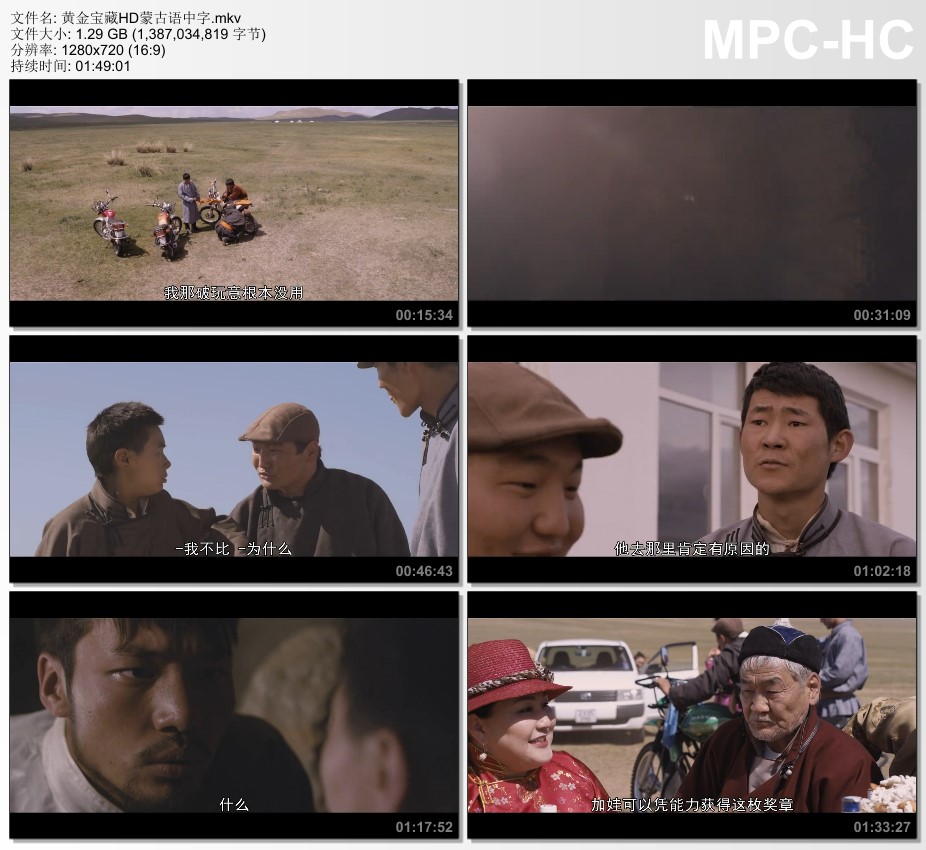 文件名: 黄金宝藏HD蒙古语中字.mkv
文件大小: 1.29 GB (1,387,034,819 字节)
分辨率: 1280x720 (16:9)
持续时间: 01:49:01
MPC-HC
我那破玩意根本没用
00:15:34
00:31:09
-我不比 -为什么
00:46:43
他去那里肯定有原因的
01:02:18
什么
01:17:52
加娃可以凭能力获得这枚奖章
01:33:27